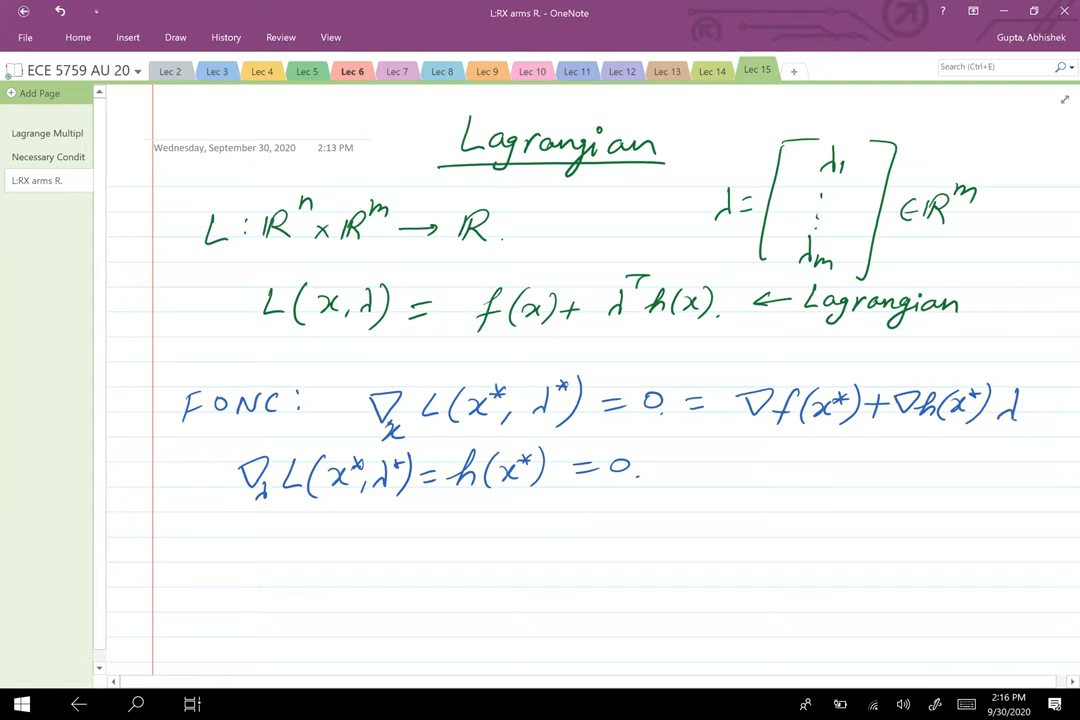 L:RX arms R. - OneNote
?
Gupta, Abhishek
File Home Insert Draw History Review View
ECE 5759 AU 20
Lec 2 Lec 3 Lec 4 Lec 5 Lec 6 Lec 7 Lec 8 Lec 9 Lec 10 Lec 11 Lec 12 Lec 13 Lec 14 Lec 15
Search (Ctrl+E)
Add Page
Lagrange Multipl
Necessary Condit
L:RX arms R.
Wednesday, September 30, 2020 2:13 PM
Lagrangian
L : ℝⁿ × ℝᵐ → ℝ.
λ = [λ₁ ⋮ λₘ] ∈ ℝᵐ
L(x, λ) = f(x) + λᵀh(x). ← Lagrangian
FONC: ∇ₓ L(x*, λ*) = 0. = ∇f(x*) + ∇h(x*) λ
∇_λ L(x*, λ*) = h(x*) = 0.
2:16 PM
9/30/2020